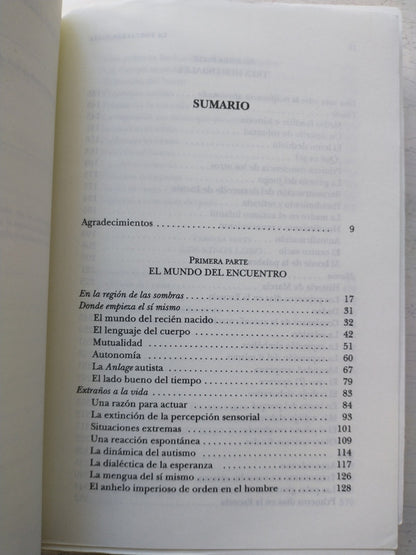 SUMARIO
Agradecimientos 9
PRIMERA PARTE
EL MUNDO DEL ENCUENTRO
En la región de las sombras 17
Donde empieza el sí mismo 31
El mundo del recién nacido 32
El lenguaje del cuerpo 42
Mutualidad 51
Autonomía 60
La Anlage autista 67
El lado bueno del tiempo 79
Extraños a la vida 83
Una razón para actuar 84
La extinción de la percepción sensorial 93
Situaciones extremas 101
Una reacción espontánea 109
La dinámica del autismo 114
La dialéctica de la esperanza 117
La mengua del sí mismo 126
El anhelo imperioso de orden en el hombre 128